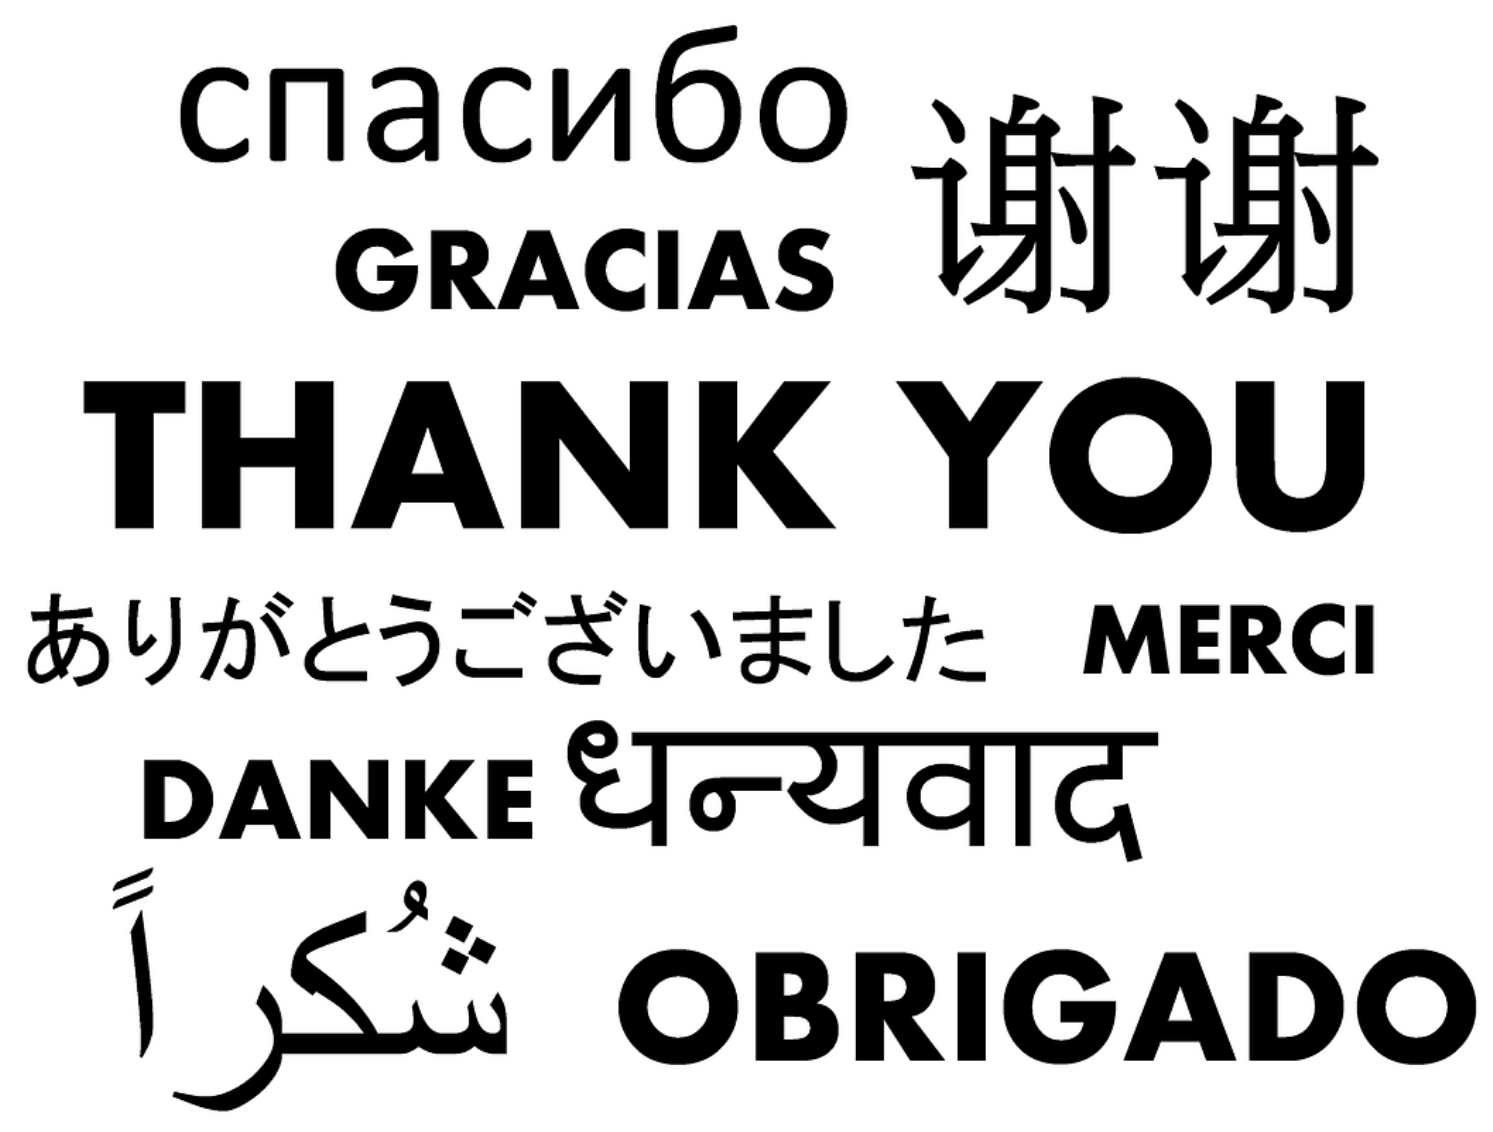 спасибо
谢谢
GRACIAS
THANK YOU
ありがとうございました
MERCI
DANKE
धन्यवाद
شُكراً
OBRIGADO